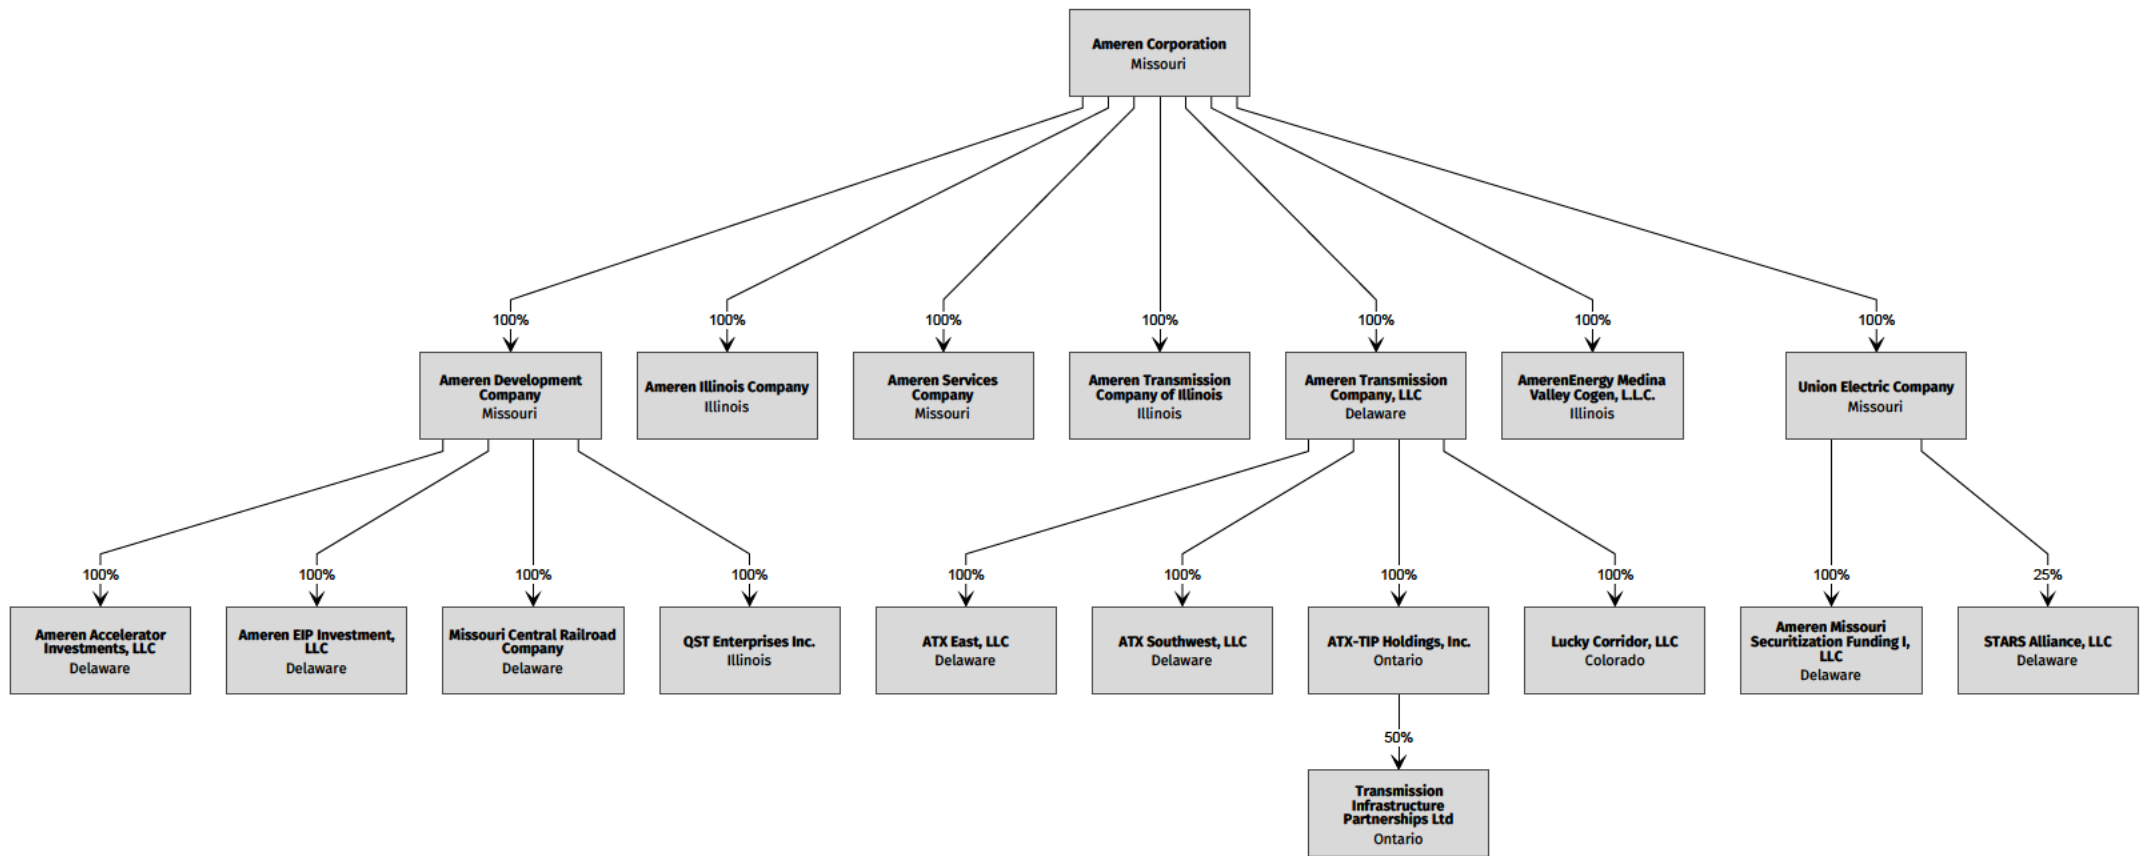 Ameren Corporation
Missouri
100%
100%
100%
100%
100%
100%
100%
Ameren Development
Company
Missouri
Ameren Illinois Company
Illinois
Ameren Services
Company
Missouri
Ameren Transmission
Company of Illinois
Illinois
Ameren Transmission
Company, LLC
Delaware
AmerenEnergy Medina
Valley Cogen, L.L.C.
Illinois
Union Electric Company
Missouri
100%
100%
100%
100%
100%
100%
100%
100%
100%
25%
Ameren Accelerator
Investments, LLC
Delaware
Ameren EIP Investment,
LLC
Delaware
Missouri Central Railroad
Company
Delaware
QST Enterprises Inc.
Illinois
ATX East, LLC
Delaware
ATX Southwest, LLC
Delaware
ATX-TIP Holdings, Inc.
Ontario
Lucky Corridor, LLC
Colorado
Ameren Missouri
Securitization Funding I,
LLC
Delaware
STARS Alliance, LLC
Delaware
50%
Transmission
Infrastructure
Partnerships Ltd
Ontario